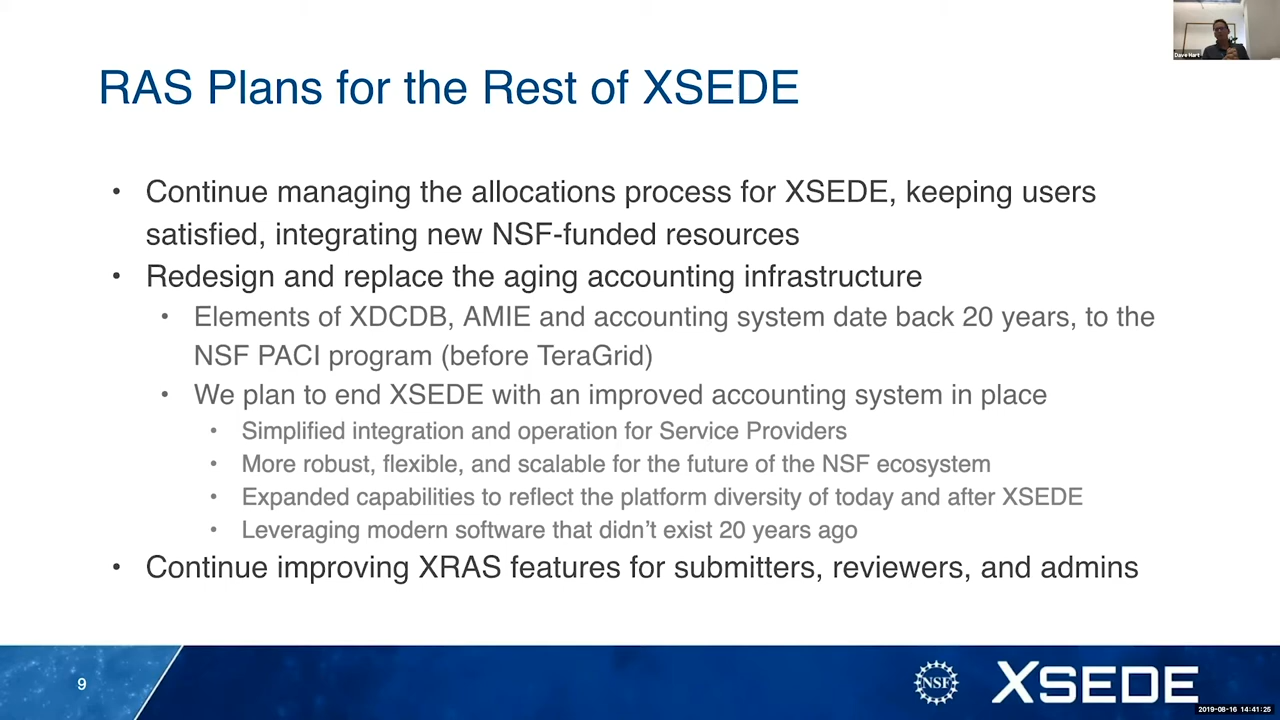 Dave Hart
RAS Plans for the Rest of XSEDE
• Continue managing the allocations process for XSEDE, keeping users
satisfied, integrating new NSF-funded resources
• Redesign and replace the aging accounting infrastructure
• Elements of XDCDB, AMIE and accounting system date back 20 years, to the
NSF PACI program (before TeraGrid)
• We plan to end XSEDE with an improved accounting system in place
• Simplified integration and operation for Service Providers
• More robust, flexible, and scalable for the future of the NSF ecosystem
• Expanded capabilities to reflect the platform diversity of today and after XSEDE
• Leveraging modern software that didn’t exist 20 years ago
• Continue improving XRAS features for submitters, reviewers, and admins
9
NSF
XSEDE
2019-08-16 14:41:25